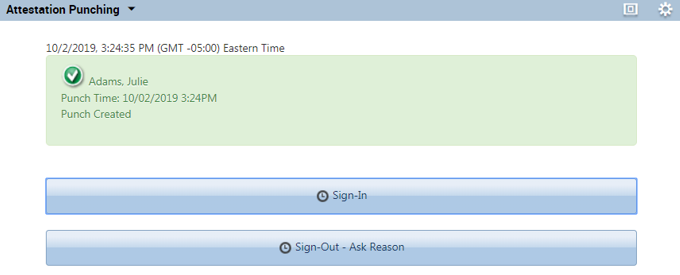 Attestation Punching
10/2/2019, 3:24:35 PM (GMT -05:00) Eastern Time
Adams, Julie
Punch Time: 10/02/2019 3:24PM
Punch Created
Sign-In
Sign-Out - Ask Reason